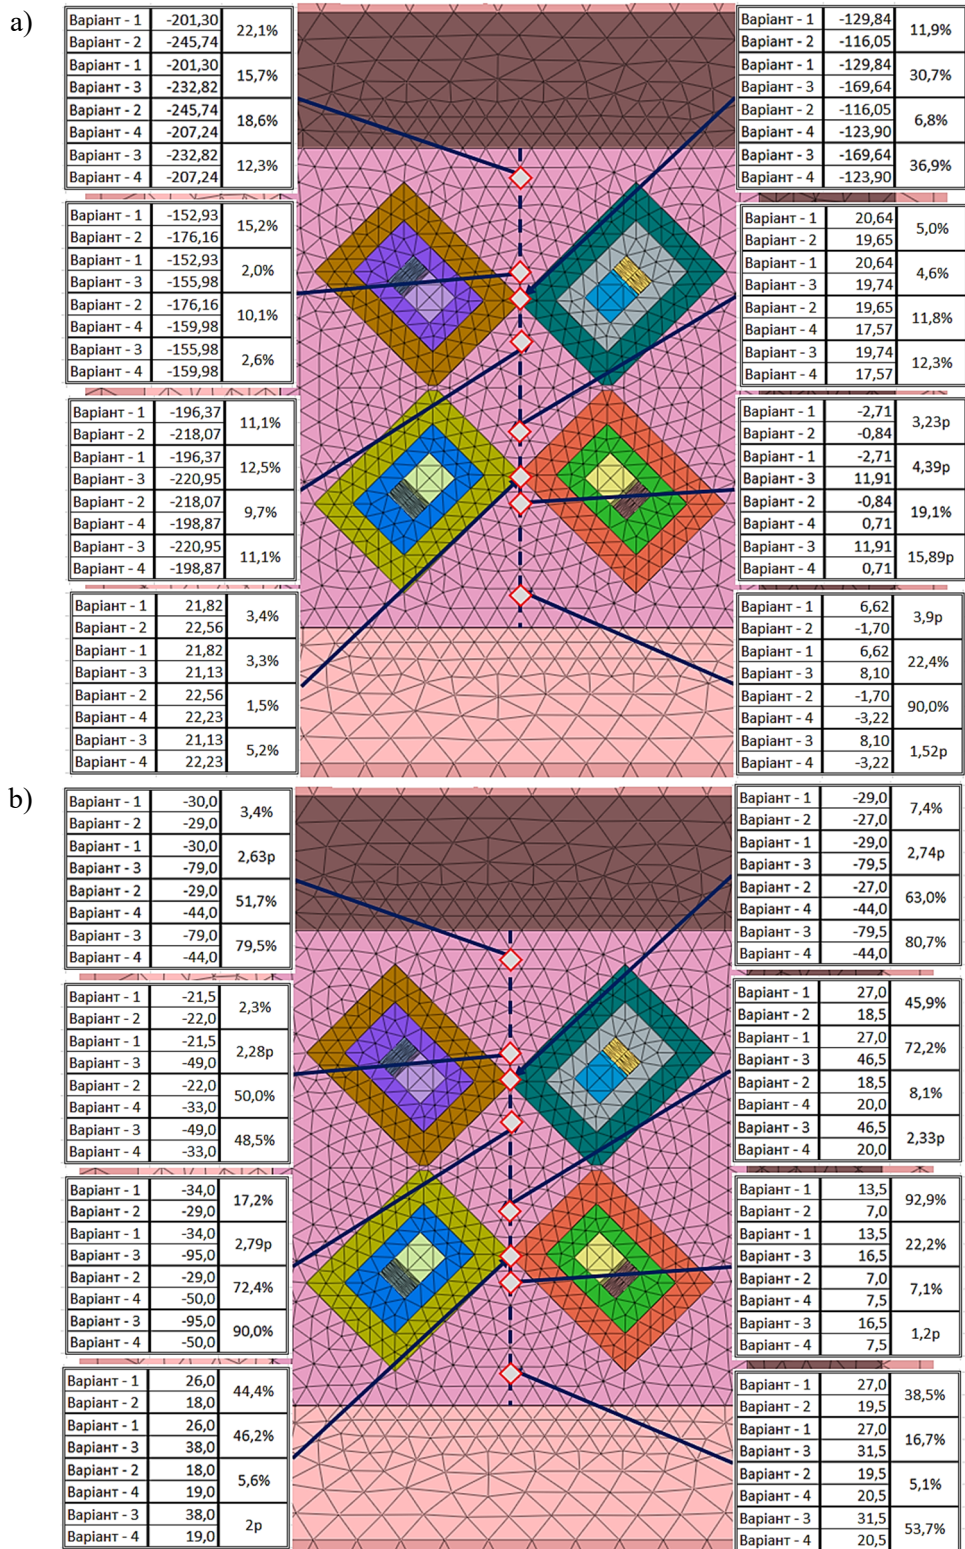 a)
Варіант - 1 -201,30 22,1%
Варіант - 2 -245,74
Варіант - 1 -201,30 15,7%
Варіант - 3 -232,82
Варіант - 2 -245,74 18,6%
Варіант - 4 -207,24
Варіант - 3 -232,82 12,3%
Варіант - 4 -207,24
Варіант - 1 -129,84 11,9%
Варіант - 2 -116,05
Варіант - 1 -129,84 30,7%
Варіант - 3 -169,64
Варіант - 2 -116,05 6,8%
Варіант - 4 -123,90
Варіант - 3 -169,64 36,9%
Варіант - 4 -123,90
Варіант - 1 -152,93 15,2%
Варіант - 2 -176,16
Варіант - 1 -152,93 2,0%
Варіант - 3 -155,98
Варіант - 2 -176,16 10,1%
Варіант - 4 -159,98
Варіант - 3 -155,98 2,6%
Варіант - 4 -159,98
Варіант - 1 20,64 5,0%
Варіант - 2 19,65
Варіант - 1 20,64 4,6%
Варіант - 3 19,74
Варіант - 2 19,65 11,8%
Варіант - 4 17,57
Варіант - 3 19,74 12,3%
Варіант - 4 17,57
Варіант - 1 -196,37 11,1%
Варіант - 2 -218,07
Варіант - 1 -196,37 12,5%
Варіант - 3 -220,95
Варіант - 2 -218,07 9,7%
Варіант - 4 -198,87
Варіант - 3 -220,95 11,1%
Варіант - 4 -198,87
Варіант - 1 -2,71 3,23р
Варіант - 2 -0,84
Варіант - 1 -2,71 4,39р
Варіант - 3 11,91
Варіант - 2 -0,84 19,1%
Варіант - 4 0,71
Варіант - 3 11,91 15,89р
Варіант - 4 0,71
Варіант - 1 21,82 3,4%
Варіант - 2 22,56
Варіант - 1 21,82 3,3%
Варіант - 3 21,13
Варіант - 2 22,56 1,5%
Варіант - 4 22,23
Варіант - 3 21,13 5,2%
Варіант - 4 22,23
Варіант - 1 6,62 3,9р
Варіант - 2 -1,70
Варіант - 1 6,62 22,4%
Варіант - 3 8,10
Варіант - 2 -1,70 90,0%
Варіант - 4 -3,22
Варіант - 3 8,10 1,52р
Варіант - 4 -3,22
b)
Варіант - 1 -30,0 3,4%
Варіант - 2 -29,0
Варіант - 1 -30,0 2,63р
Варіант - 3 -79,0
Варіант - 2 -29,0 51,7%
Варіант - 4 -44,0
Варіант - 3 -79,0 79,5%
Варіант - 4 -44,0
Варіант - 1 -29,0 7,4%
Варіант - 2 -27,0
Варіант - 1 -29,0 2,74р
Варіант - 3 -79,5
Варіант - 2 -27,0 63,0%
Варіант - 4 -44,0
Варіант - 3 -79,5 80,7%
Варіант - 4 -44,0
Варіант - 1 -21,5 2,3%
Варіант - 2 -22,0
Варіант - 1 -21,5 2,28р
Варіант - 3 -49,0
Варіант - 2 -22,0 50,0%
Варіант - 4 -33,0
Варіант - 3 -49,0 48,5%
Варіант - 4 -33,0
Варіант - 1 27,0 45,9%
Варіант - 2 18,5
Варіант - 1 27,0 72,2%
Варіант - 3 46,5
Варіант - 2 18,5 8,1%
Варіант - 4 20,0
Варіант - 3 46,5 2,33р
Варіант - 4 20,0
Варіант - 1 -34,0 17,2%
Варіант - 2 -29,0
Варіант - 1 -34,0 2,79р
Варіант - 3 -95,0
Варіант - 2 -29,0 72,4%
Варіант - 4 -50,0
Варіант - 3 -95,0 90,0%
Варіант - 4 -50,0
Варіант - 1 13,5 92,9%
Варіант - 2 7,0
Варіант - 1 13,5 22,2%
Варіант - 3 16,5
Варіант - 2 7,0 7,1%
Варіант - 4 7,5
Варіант - 3 16,5 1,2р
Варіант - 4 7,5
Варіант - 1 26,0 44,4%
Варіант - 2 18,0
Варіант - 1 26,0 46,2%
Варіант - 3 38,0
Варіант - 2 18,0 5,6%
Варіант - 4 19,0
Варіант - 3 38,0 2р
Варіант - 4 19,0
Варіант - 1 27,0 38,5%
Варіант - 2 19,5
Варіант - 1 27,0 16,7%
Варіант - 3 31,5
Варіант - 2 19,5 5,1%
Варіант - 4 20,5
Варіант - 3 31,5 53,7%
Варіант - 4 20,5